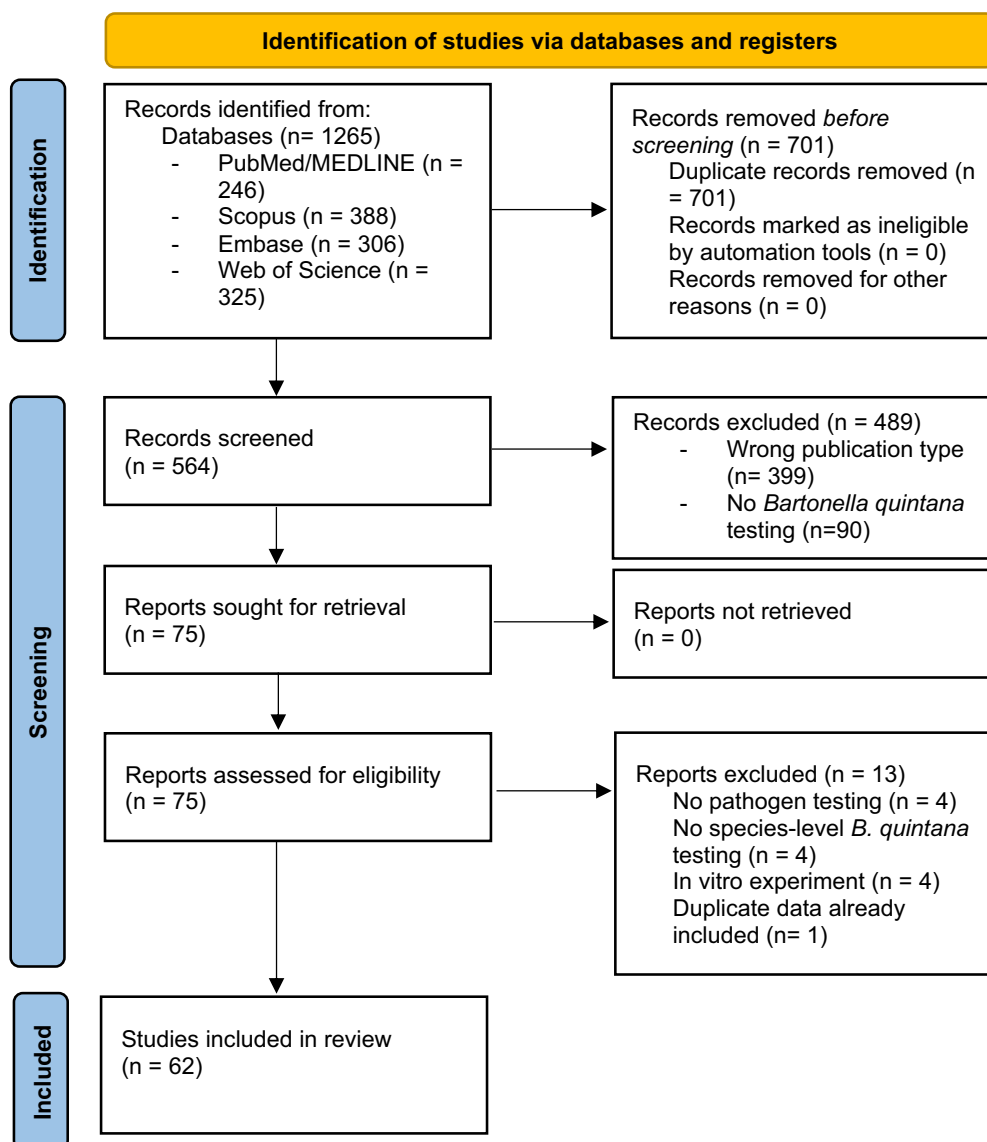 Identification of studies via databases and registers
Identification
Records identified from:
Databases (n= 1265)
- PubMed/MEDLINE (n =
246)
- Scopus (n = 388)
- Embase (n = 306)
- Web of Science (n =
325)
Records removed before
screening (n = 701)
Duplicate records removed (n
= 701)
Records marked as ineligible
by automation tools (n = 0)
Records removed for other
reasons (n = 0)
Screening
Records screened
(n = 564)
Records excluded (n = 489)
- Wrong publication type
(n= 399)
- No Bartonella quintana
testing (n=90)
Reports sought for retrieval
(n = 75)
Reports not retrieved
(n = 0)
Reports assessed for eligibility
(n = 75)
Reports excluded (n = 13)
No pathogen testing (n = 4)
No species-level B. quintana
testing (n = 4)
In vitro experiment (n = 4)
Duplicate data already
included (n= 1)
Included
Studies included in review
(n = 62)